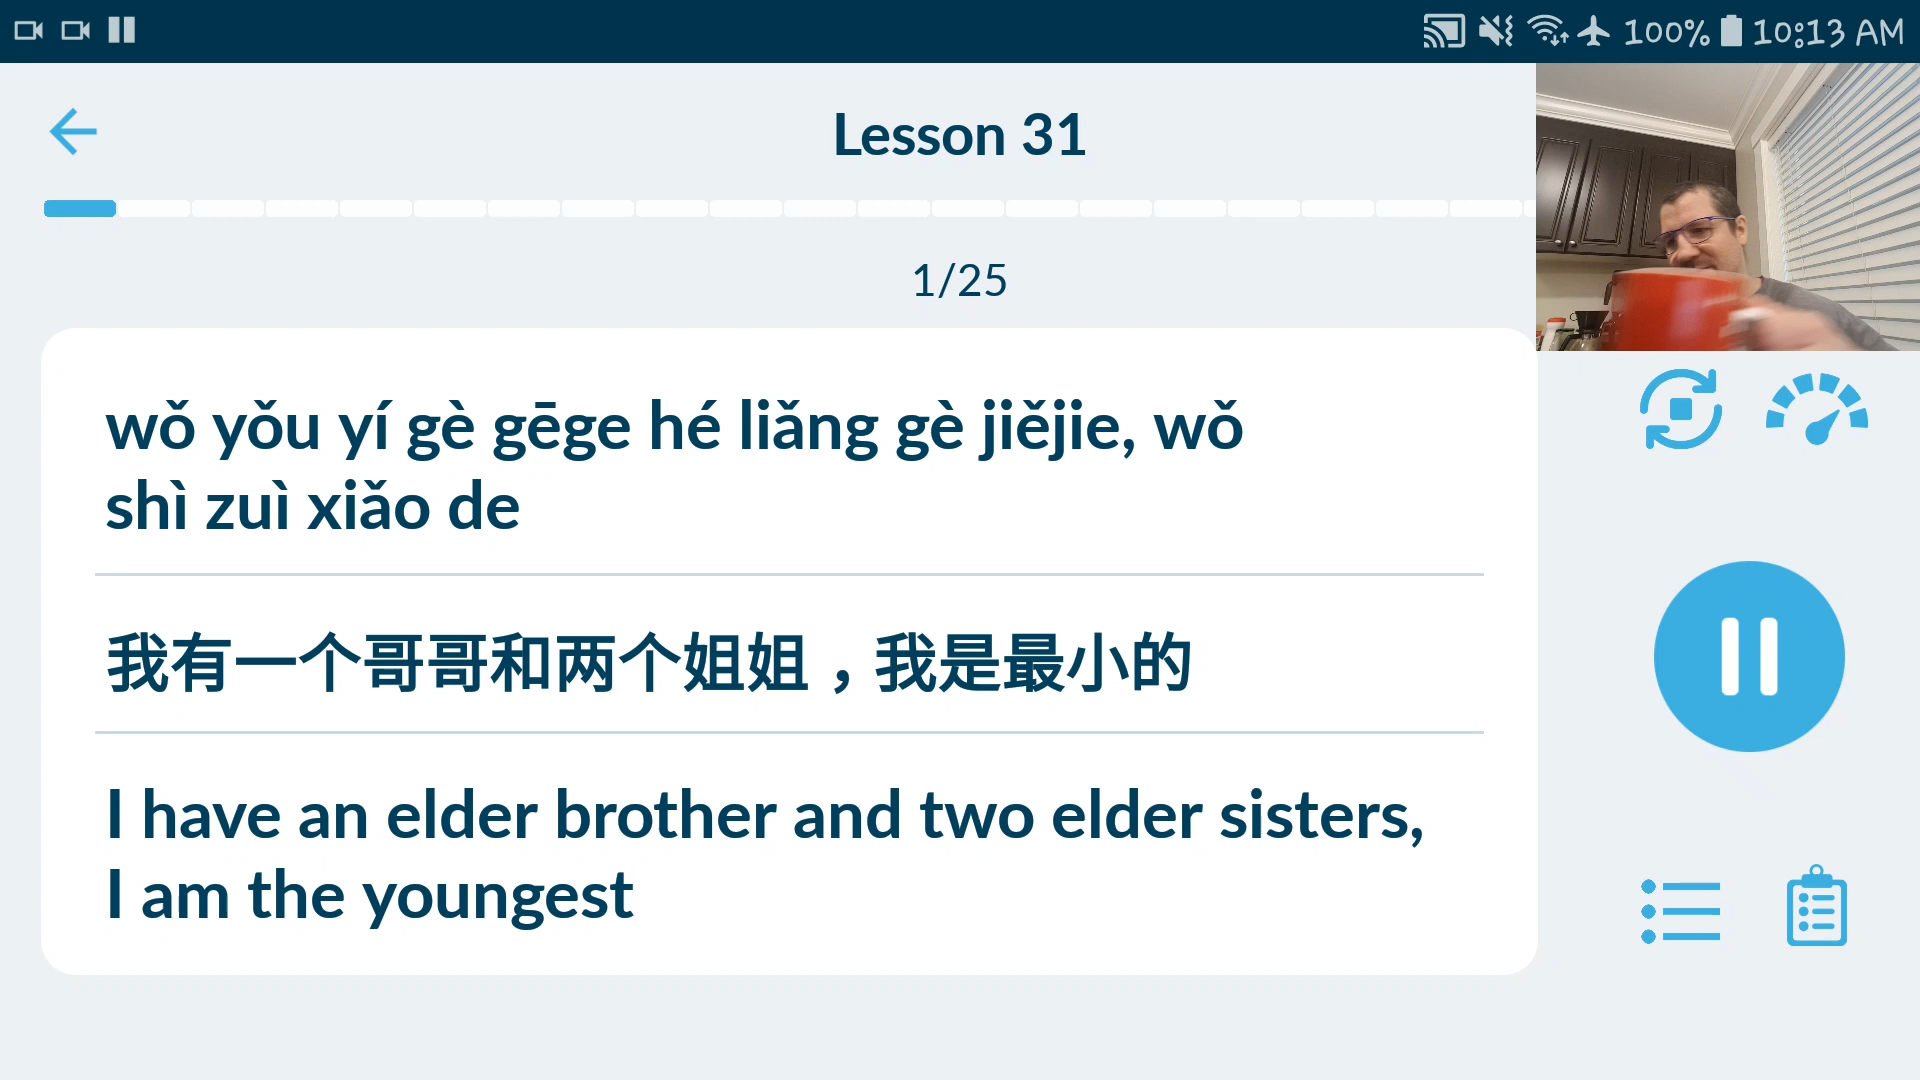 100% 10:13 AM
Lesson 31
1/25
wǒ yǒu yí gè gēge hé liǎng gè jiějie, wǒ
shì zuì xiǎo de
我有一个哥哥和两个姐姐，我是最小的
I have an elder brother and two elder sisters,
I am the youngest